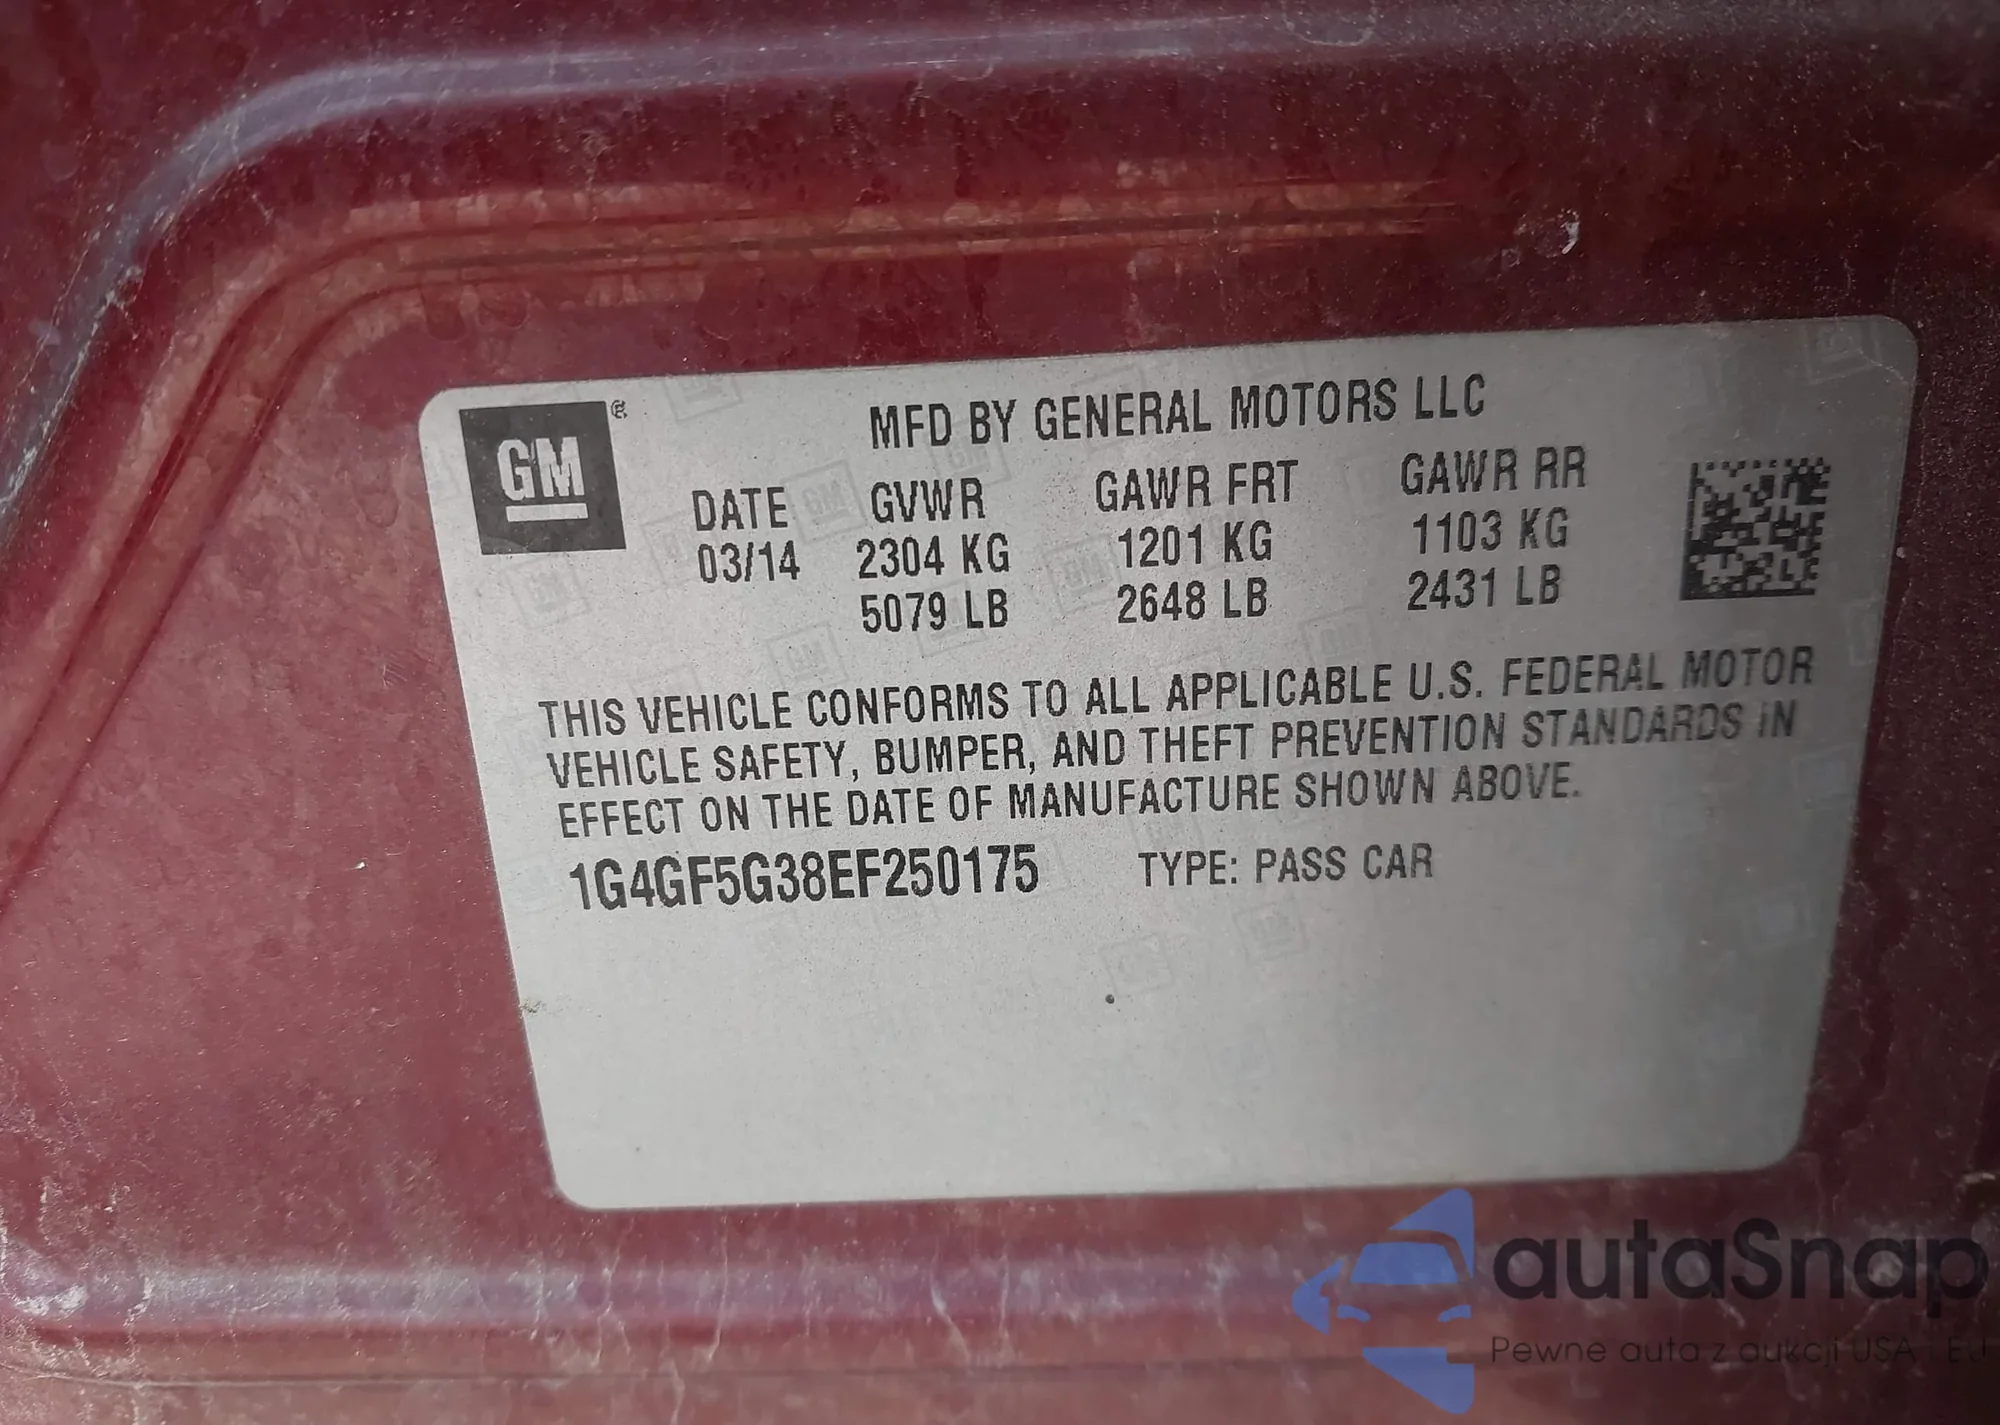 GM®
MFD BY GENERAL MOTORS LLC
DATE GVWR GAWR FRT GAWR RR
03/14 2304 KG 1201 KG 1103 KG
5079 LB 2648 LB 2431 LB
THIS VEHICLE CONFORMS TO ALL APPLICABLE U.S. FEDERAL MOTOR
VEHICLE SAFETY, BUMPER, AND THEFT PREVENTION STANDARDS IN
EFFECT ON THE DATE OF MANUFACTURE SHOWN ABOVE.
1G4GF5G38EF250175 TYPE: PASS CAR
autaSnap
Pewne auta z aukcji USA i EU